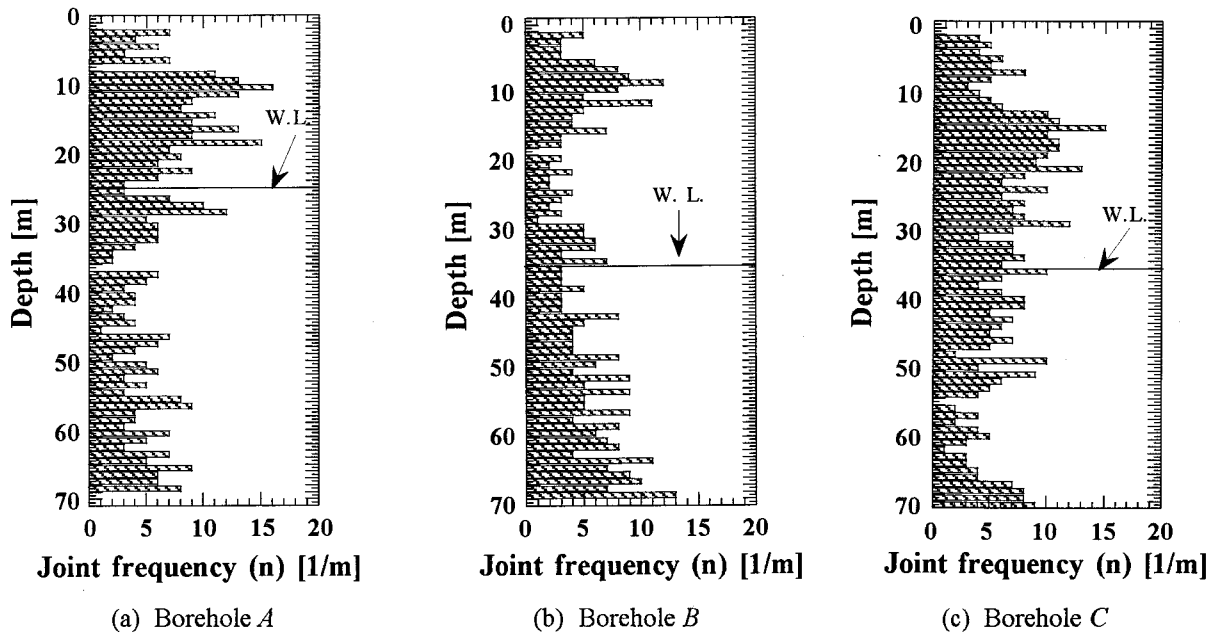 Depth [m]
0
10
20
30
40
50
60
70
W.L.
0 5 10 15 20
Joint frequency (n) [1/m]
(a) Borehole A
Depth [m]
0
10
20
30
40
50
60
70
W. L.
0 5 10 15 20
Joint frequency (n) [1/m]
(b) Borehole B
Depth [m]
0
10
20
30
40
50
60
70
W.L.
0 5 10 15 20
Joint frequency (n) [1/m]
(c) Borehole C